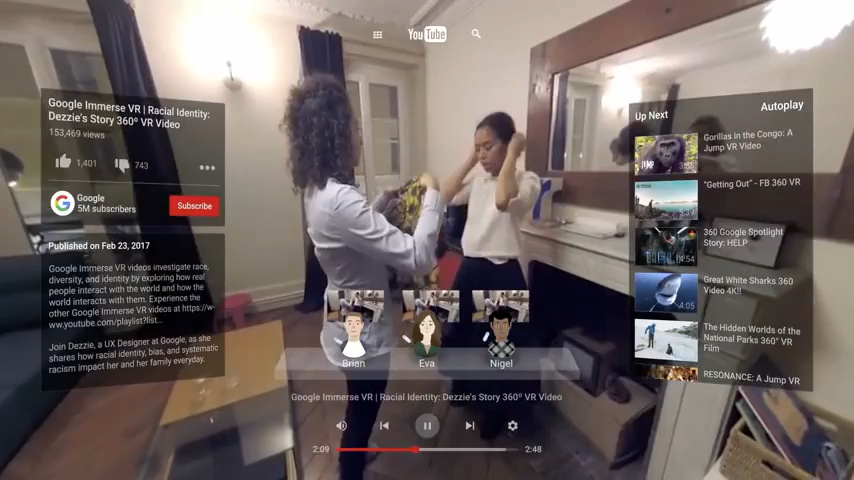 YouTube
Google Immerse VR | Racial Identity:
Dezzie's Story 360º VR Video
153,469 views
1,401
743
Google
5M subscribers
Subscribe
Published on Feb 23, 2017
Google Immerse VR videos investigate race,
diversity, and identity by exploring how real
people interact with the world and how the
world interacts with them. Experience the
other Google Immerse VR videos at https://w-
ww.youtube.com/playlist?list...
Join Dezzie, a UX Designer at Google, as she
shares how racial identity, bias, and systematic
racism impact her and her family everyday.
Brian
Eva
Nigel
Google Immerse VR | Racial Identity: Dezzie's Story 360º VR Video
2:09
2:48
Up Next
Autoplay
Gorillas in the Congo: A
Jump VR Video
JUMP
"Getting Out" - FB 360 VR
360 Google Spotlight
Story: HELP
HELP
4:54
Great White Sharks 360
Video 4K!!
4:05
The Hidden Worlds of the
National Parks 360° VR
Film
RESONANCE: A Jump VR